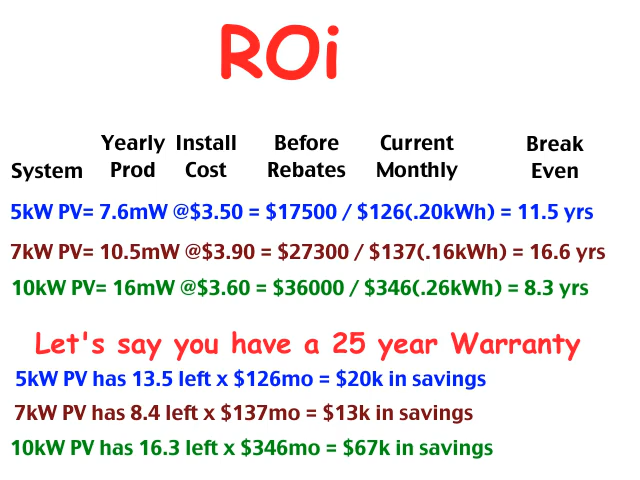 ROi
Yearly Install Before Current Break
System Prod Cost Rebates Monthly Even
5kW PV= 7.6mW @$3.50 = $17500 / $126(.20kWh) = 11.5 yrs
7kW PV= 10.5mW @$3.90 = $27300 / $137(.16kWh) = 16.6 yrs
10kW PV= 16mW @$3.60 = $36000 / $346(.26kWh) = 8.3 yrs
Let's say you have a 25 year Warranty
5kW PV has 13.5 left x $126mo = $20k in savings
7kW PV has 8.4 left x $137mo = $13k in savings
10kW PV has 16.3 left x $346mo = $67k in savings